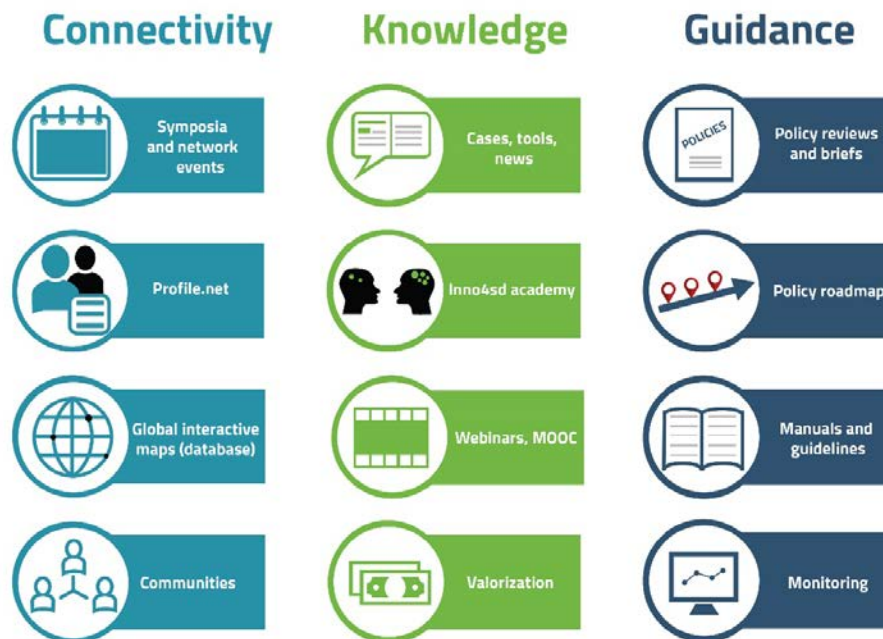 Connectivity
Symposia
and network
events
Profile.net
Global interactive
maps (database)
Communities
Knowledge
Cases, tools,
news
Inno4sd academy
Webinars, MOOC
Valorization
Guidance
POLICIES
Policy reviews
and briefs
Policy roadmap
Manuals and
guidelines
Monitoring